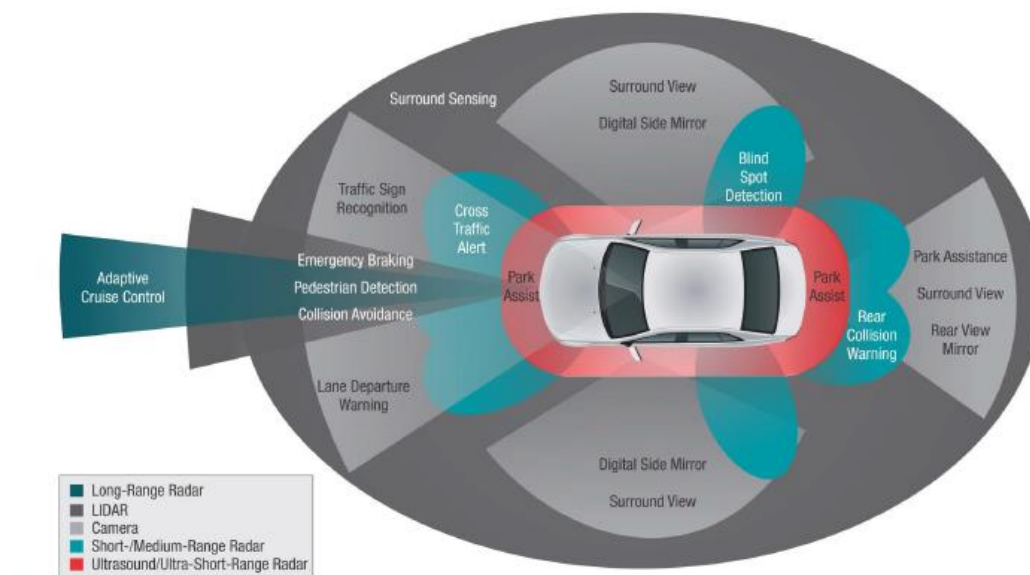 Surround View
Surround Sensing
Digital Side Mirror
Blind
Spot
Detection
Traffic Sign
Recognition
Cross
Traffic
Alert
Emergency Braking
Adaptive
Cruise Control
Pedestrian Detection
Collision Avoidance
Park
Assist
Park
Assist
Park Assistance
Surround View
Rear View
Mirror
Rear
Collision
Warning
Lane Departure
Warning
Digital Side Mirror
Surround View
Long-Range Radar
LIDAR
Camera
Short-/Medium-Range Radar
Ultrasound/Ultra-Short-Range Radar